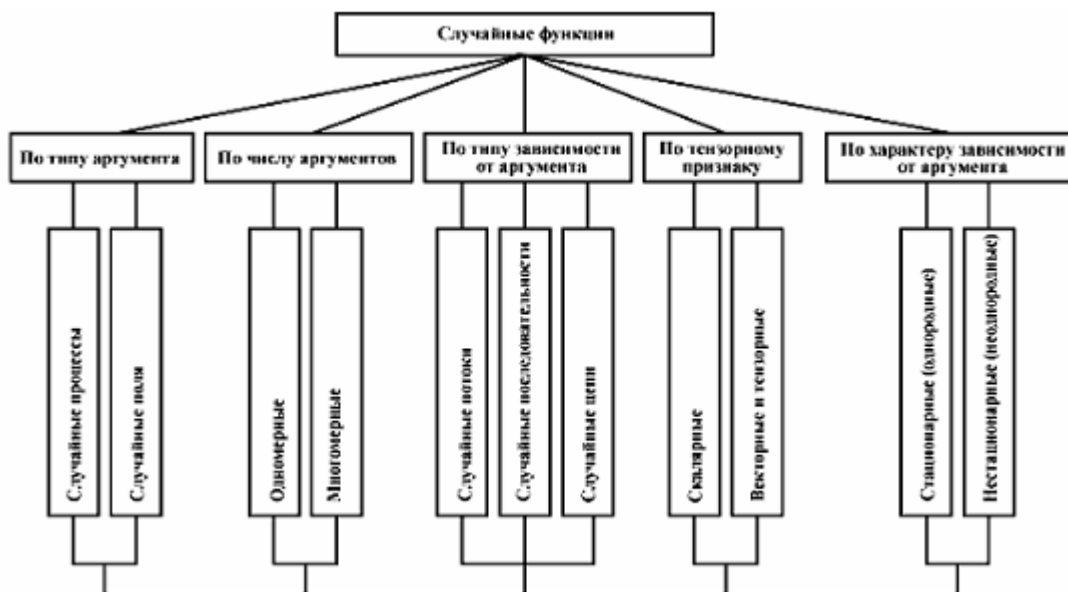 Случайные функции
По типу аргумента
По числу аргументов
По типу зависимости
от аргумента
По тензорному
признаку
По характеру зависимости
от аргумента
Случайные процессы
Случайные поля
Одномерные
Многомерные
Случайные потоки
Случайные последовательности
Случайные цепи
Скалярные
Векторные и тензорные
Стационарные (однородные)
Нестационарные (неоднородные)